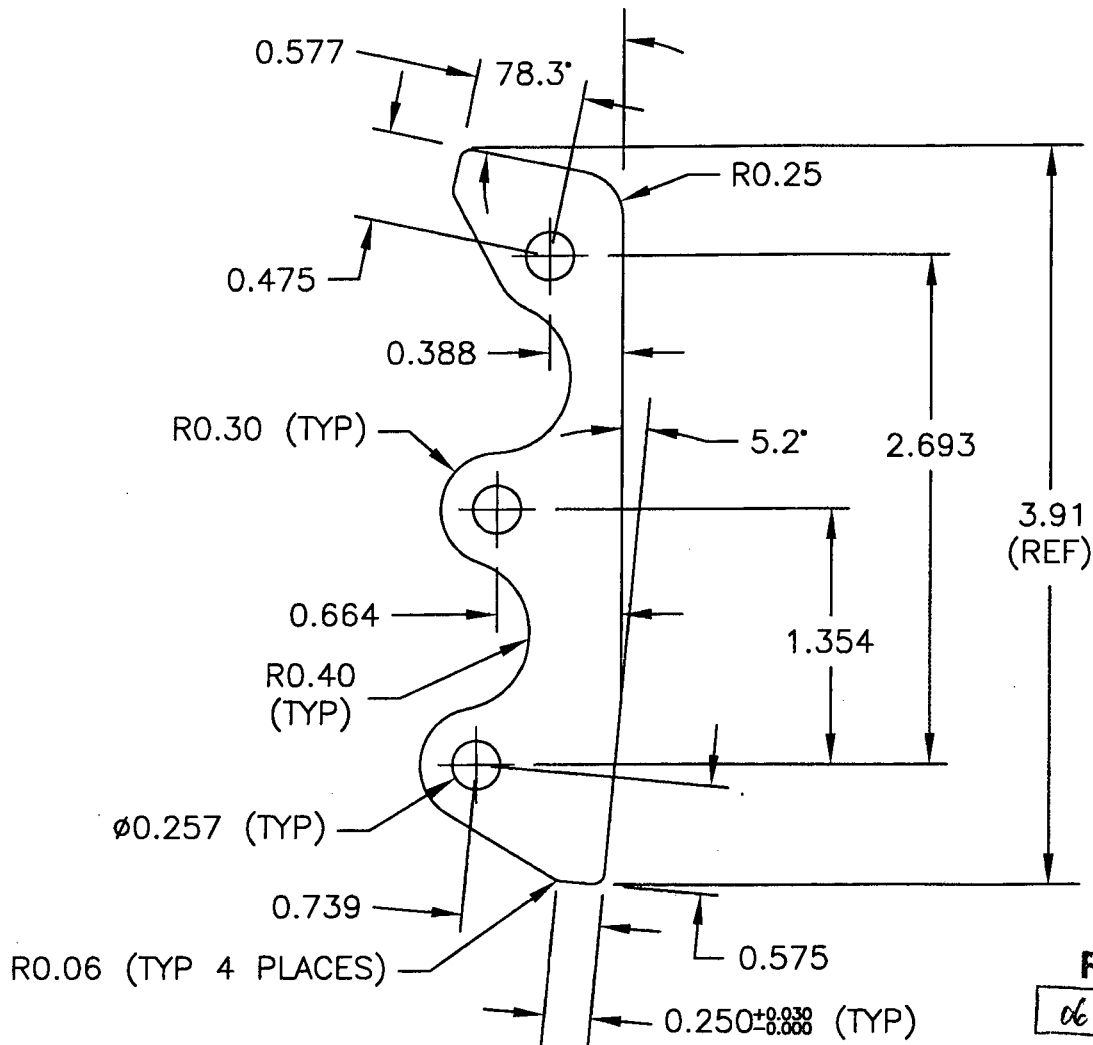 0.577
78.3°
R0.25
0.475
0.388
R0.30 (TYP)
5.2°
2.693
3.91
(REF)
0.664
1.354
R0.40
(TYP)
ø0.257 (TYP)
0.739
R0.06 (TYP 4 PLACES)
0.575
0.250+0.030
-0.000 (TYP)